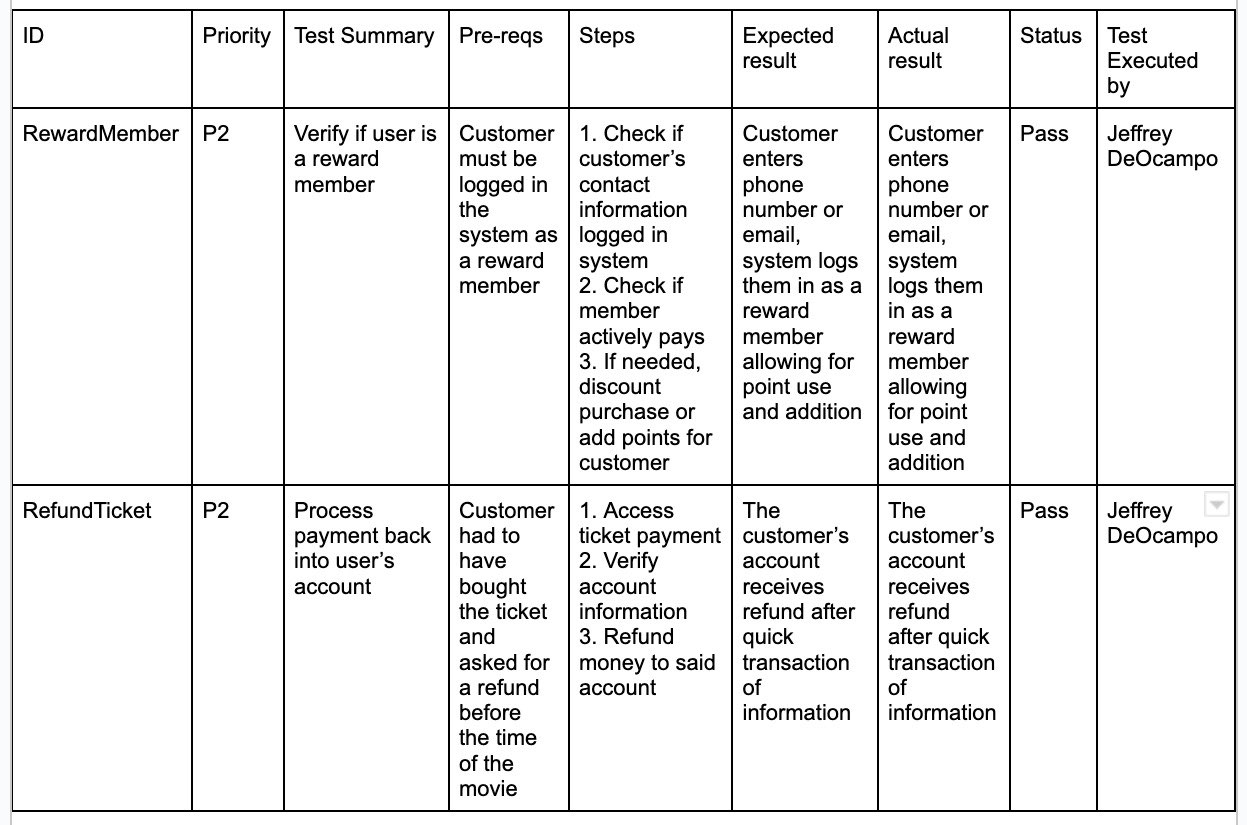 ID
Priority
Test Summary
Pre-reqs
Steps
Expected
result
Actual
result
Status
Test
Executed
by
RewardMember
P2
Verify if user is
a reward
member
Customer
must be
logged in
the
system as
a reward
member
1. Check if
customer’s
contact
information
logged in
system
2. Check if
member
actively pays
3. If needed,
discount
purchase or
add points for
customer
Customer
enters
phone
number or
email,
system logs
them in as a
reward
member
allowing for
point use
and addition
Customer
enters
phone
number or
email,
system
logs them
in as a
reward
member
allowing
for point
use and
addition
Pass
Jeffrey
DeOcampo
RefundTicket
P2
Process
payment back
into user’s
account
Customer
had to
have
bought
the ticket
and
asked for
a refund
before
the time
of the
movie
1. Access
ticket payment
2. Verify
account
information
3. Refund
money to said
account
The
customer’s
account
receives
refund after
quick
transaction
of
information
The
customer’s
account
receives
refund
after quick
transaction
of
information
Pass
Jeffrey
DeOcampo